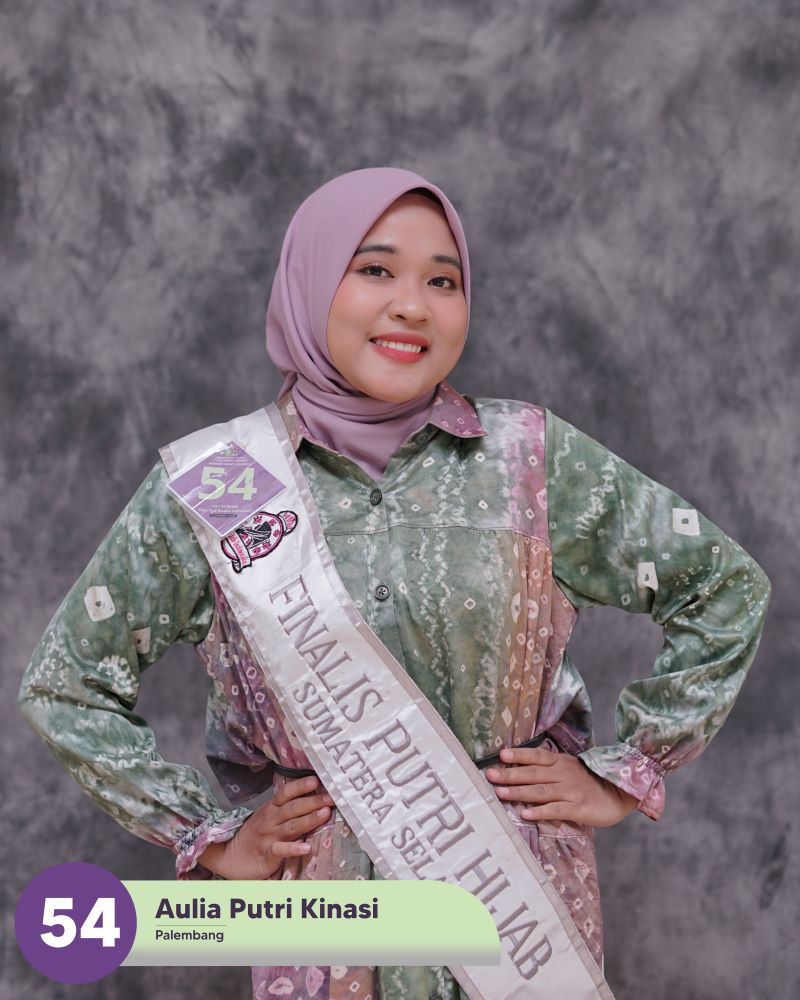 54
FINALIS PUTRI HIJAB
SUMATERA SEL
54
Aulia Putri Kinasi
Palembang